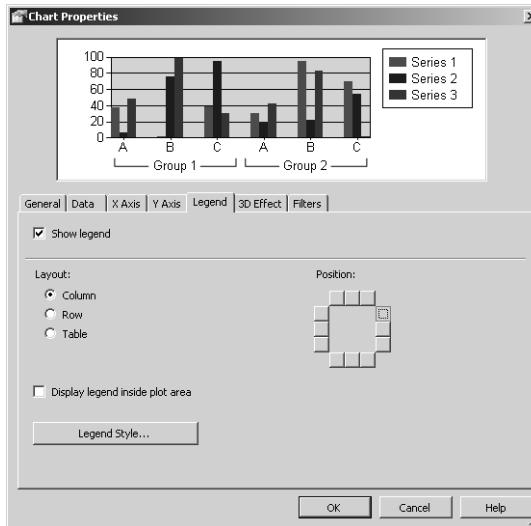 Chart Properties
100
80
60
40
20
0
A B C A B C
Group 1 Group 2
Series 1
Series 2
Series 3
General Data X Axis Y Axis Legend 3D Effect Filters
Show legend
Layout: Position:
Column
Row
Table
Display legend inside plot area
Legend Style...
OK Cancel Help